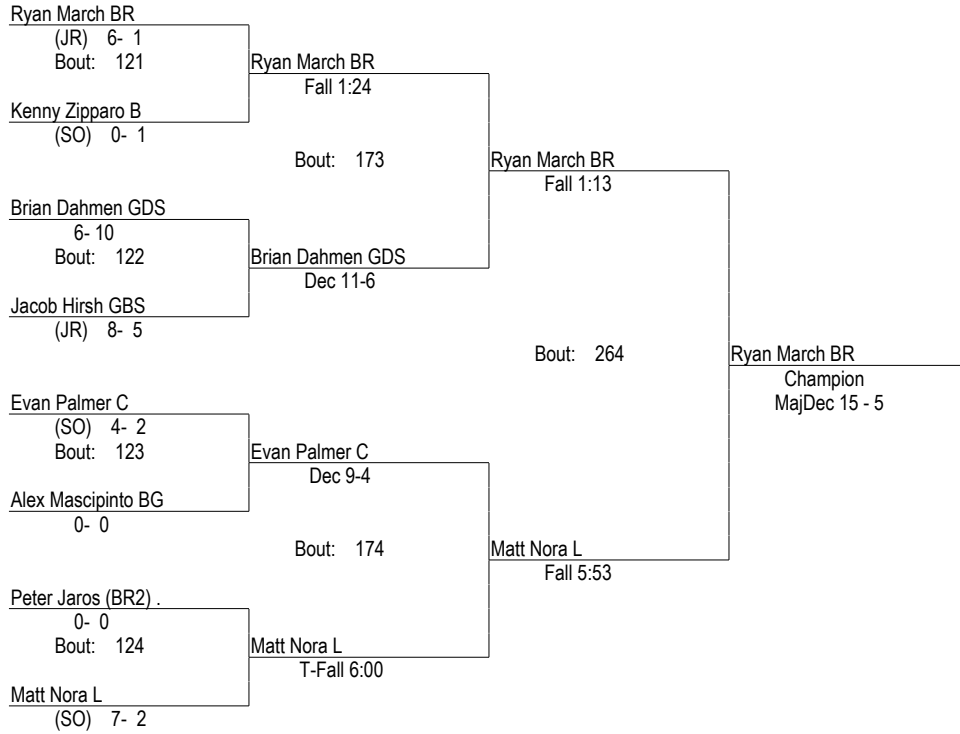 Ryan March BR
(JR) 6- 1
Bout: 121
Ryan March BR
Fall 1:24
Kenny Zipparo B
(SO) 0- 1
Bout: 173
Ryan March BR
Fall 1:13
Brian Dahmen GDS
6- 10
Bout: 122
Brian Dahmen GDS
Dec 11-6
Jacob Hirsh GBS
(JR) 8- 5
Bout: 264
Ryan March BR
Champion
MajDec 15 - 5
Evan Palmer C
(SO) 4- 2
Bout: 123
Evan Palmer C
Dec 9-4
Alex Mascipinto BG
0- 0
Bout: 174
Matt Nora L
Fall 5:53
Peter Jaros (BR2) .
0- 0
Bout: 124
Matt Nora L
T-Fall 6:00
Matt Nora L
(SO) 7- 2